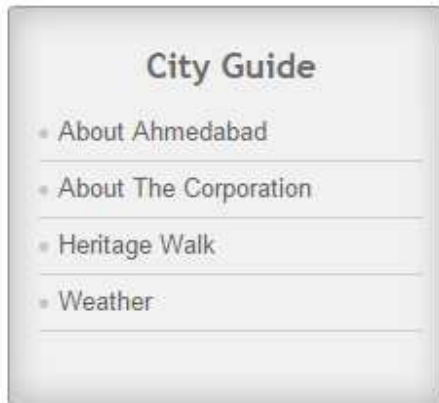 City Guide
About Ahmedabad
About The Corporation
Heritage Walk
Weather